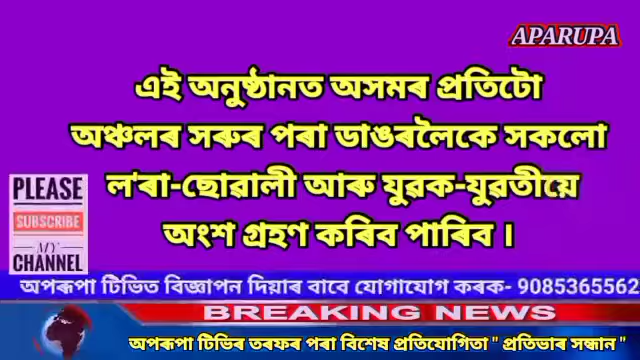 APARUPA
এই অনুষ্ঠানত অসমৰ প্ৰতিটো
অঞ্চলৰ সৰুৰ পৰা ডাঙৰলৈকে সকলো
ল'ৰা-ছোৱালী আৰু যুৱক-যুৱতীয়ে
অংশ গ্ৰহণ কৰিব পাৰিব ।
PLEASE
SUBSCRIBE
MY
CHANNEL
অপৰূপা টিভিত বিজ্ঞাপন দিয়াৰ বাবে যোগাযোগ কৰক- 9085365562
BREAKING NEWS
অপৰূপা টিভিৰ তৰফৰ পৰা বিশেষ প্ৰতিযোগিতা " প্ৰতিভাৰ সন্ধান "